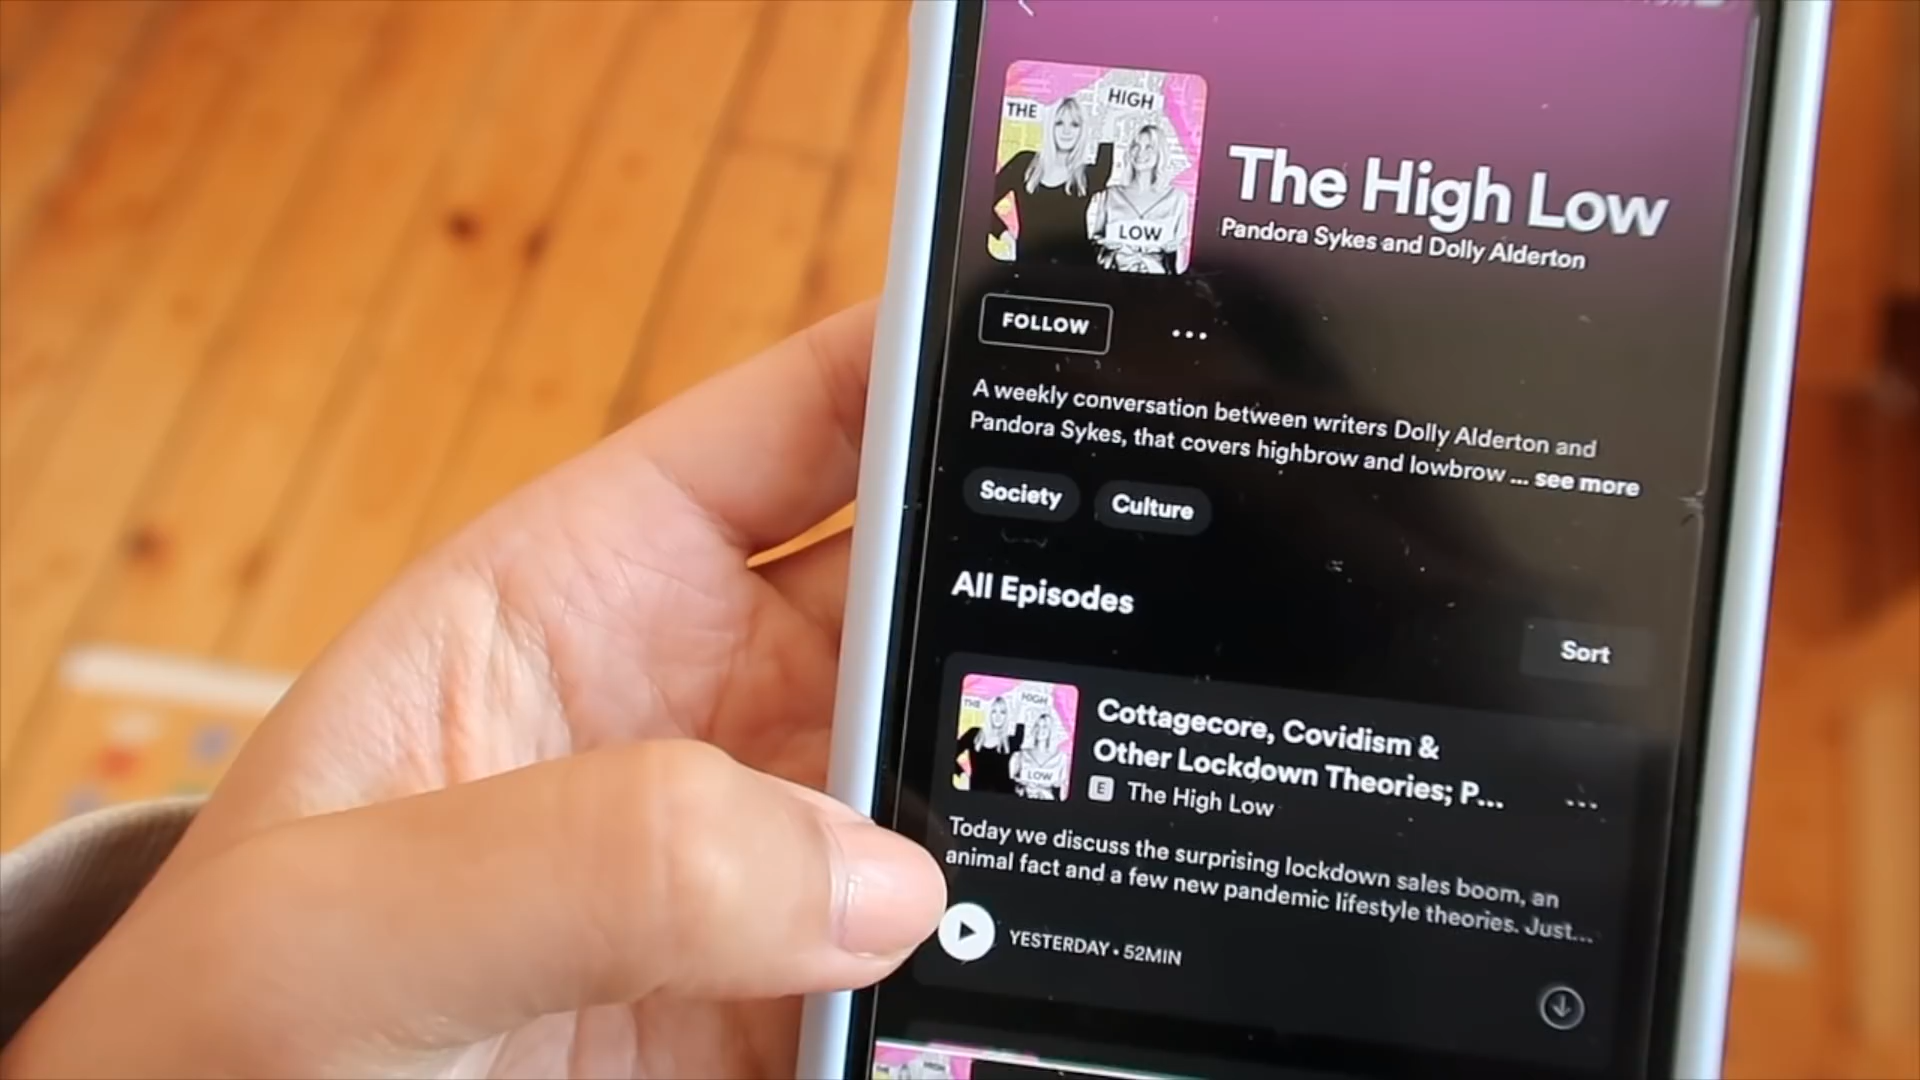 THE
HIGH
LOW
The High Low
Pandora Sykes and Dolly Alderton
FOLLOW
A weekly conversation between writers Dolly Alderton and
Pandora Sykes, that covers highbrow and lowbrow ... see more
Society
Culture
All Episodes
Sort
THE
HIGH
LOW
Cottagecore, Covidism &
Other Lockdown Theories; P...
E The High Low
Today we discuss the surprising lockdown sales boom, an
animal fact and a few new pandemic lifestyle theories. Just...
YESTERDAY • 52MIN